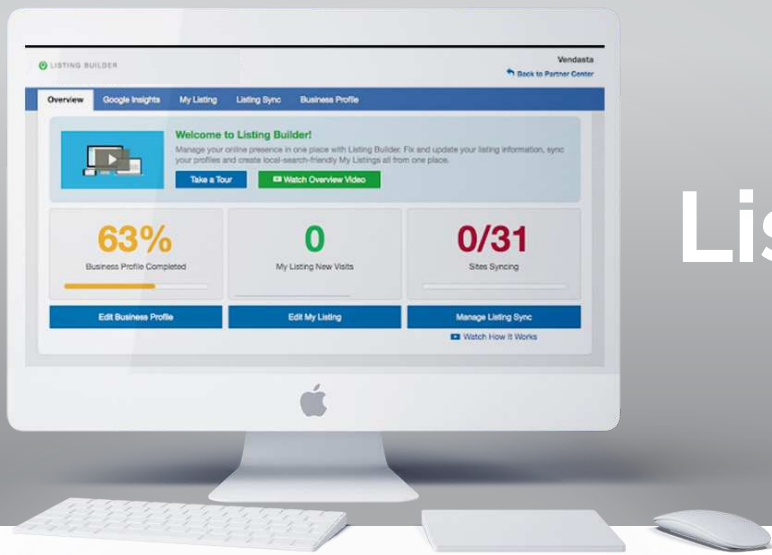 LISTING BUILDER
Vendasta
Back to Partner Center
Overview
Google Insights
My Listing
Listing Sync
Business Profile
Welcome to Listing Builder!
Manage your online presence in one place with Listing Builder. Fix and update your listing information, sync
your profiles and create local-search-friendly My Listings all from one place.
Take a Tour
Watch Overview Video
63%
Business Profile Completed
0
My Listing New Visits
0/31
Sites Syncing
Edit Business Profile
Edit My Listing
Manage Listing Sync
Watch How It Works
Lis